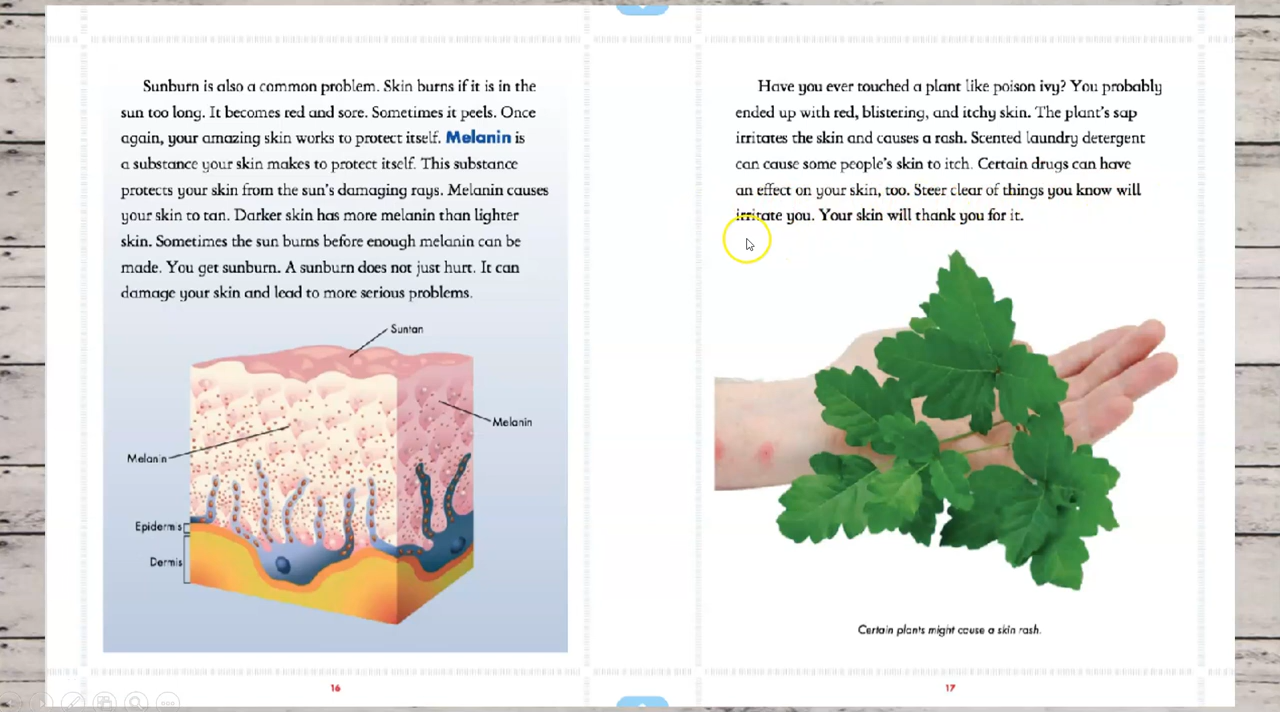 Sunburn is also a common problem. Skin burns if it is in the
sun too long. It becomes red and sore. Sometimes it peels. Once
again, your amazing skin works to protect itself. Melanin is
a substance your skin makes to protect itself. This substance
protects your skin from the sun's damaging rays. Melanin causes
your skin to tan. Darker skin has more melanin than lighter
skin. Sometimes the sun burns before enough melanin can be
made. You get sunburn. A sunburn does not just hurt. It can
damage your skin and lead to more serious problems.
Suntan
Melanin
Melanin
Epidermis
Dermis
16
Have you ever touched a plant like poison ivy? You probably
ended up with red, blistering, and itchy skin. The plant's sap
irritates the skin and causes a rash. Scented laundry detergent
can cause some people's skin to itch. Certain drugs can have
an effect on your skin, too. Steer clear of things you know will
irritate you. Your skin will thank you for it.
Certain plants might cause a skin rash.
17